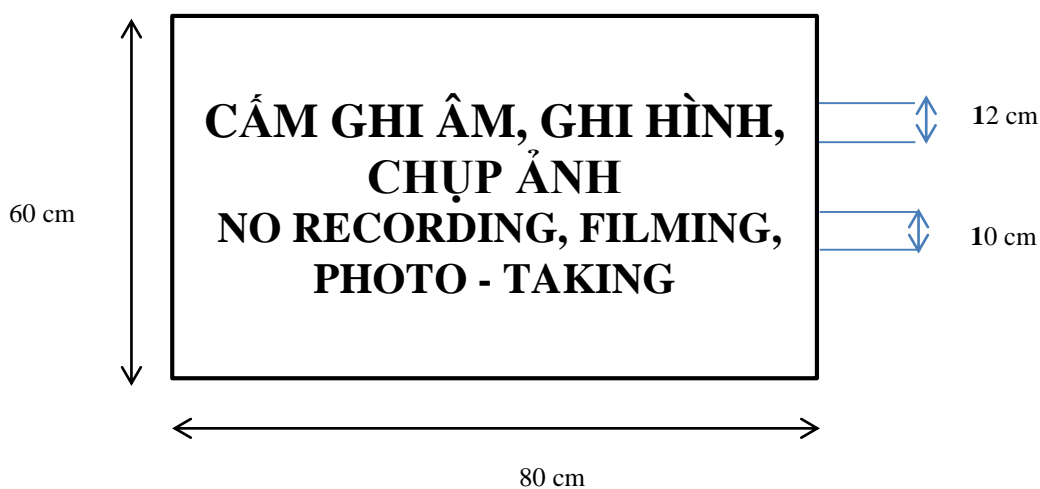 CẤM GHI ÂM, GHI HÌNH,
12 cm
CHỤP ẢNH
60 cm
NO RECORDING, FILMING,
10 cm
PHOTO - TAKING
80 cm